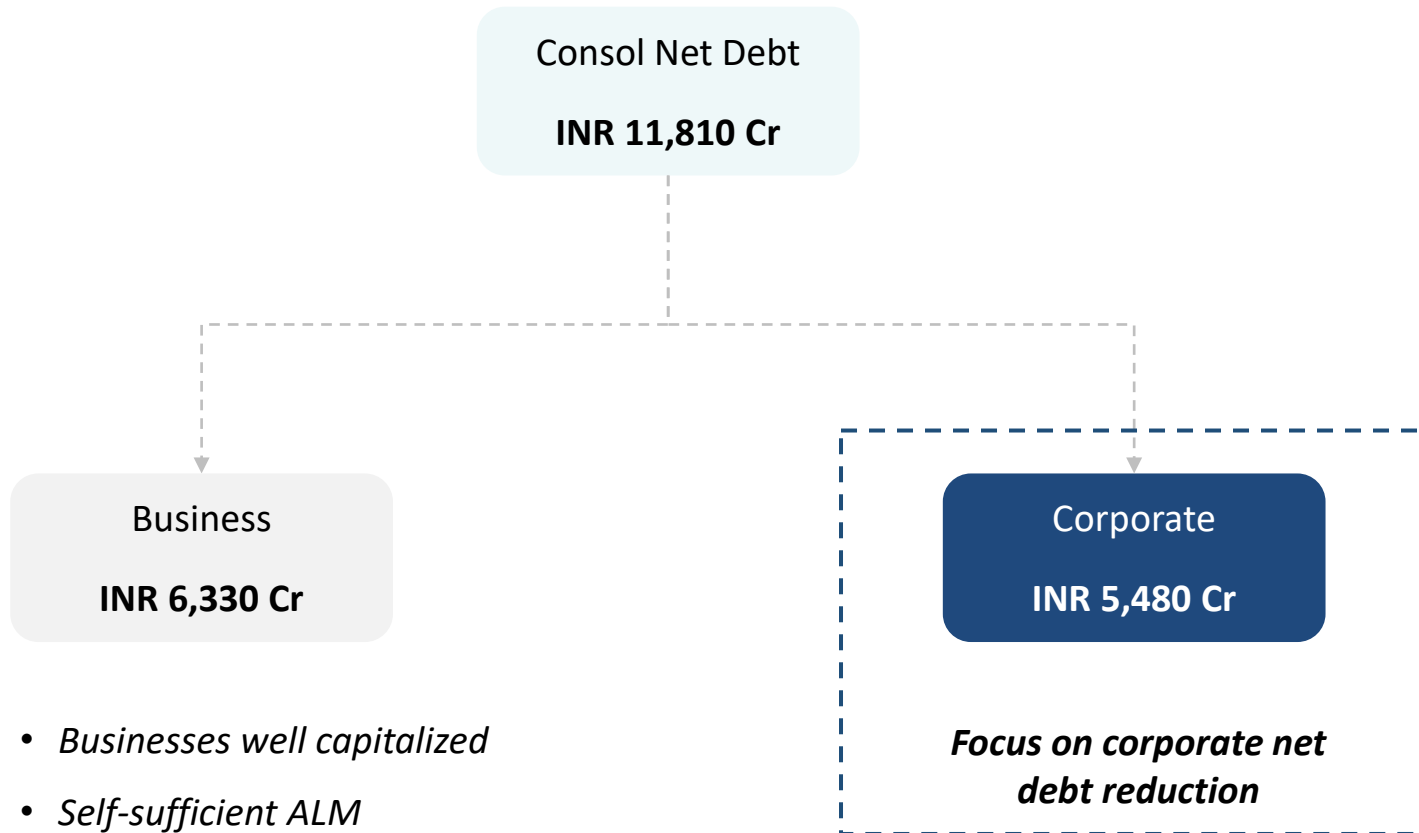 Consol Net Debt
INR 11,810 Cr
Business
INR 6,330 Cr
Corporate
INR 5,480 Cr
• Businesses well capitalized
• Self-sufficient ALM
Focus on corporate net
debt reduction